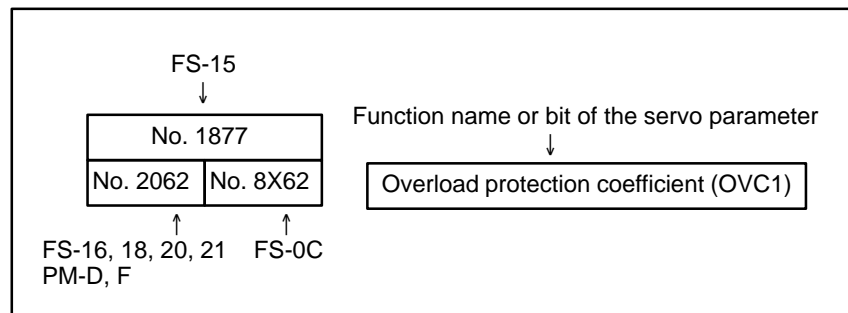 FS-15
No. 1877
No. 2062 No. 8X62
FS-16, 18, 20, 21 FS-0C
PM-D, F
Function name or bit of the servo parameter
Overload protection coefficient (OVC1)